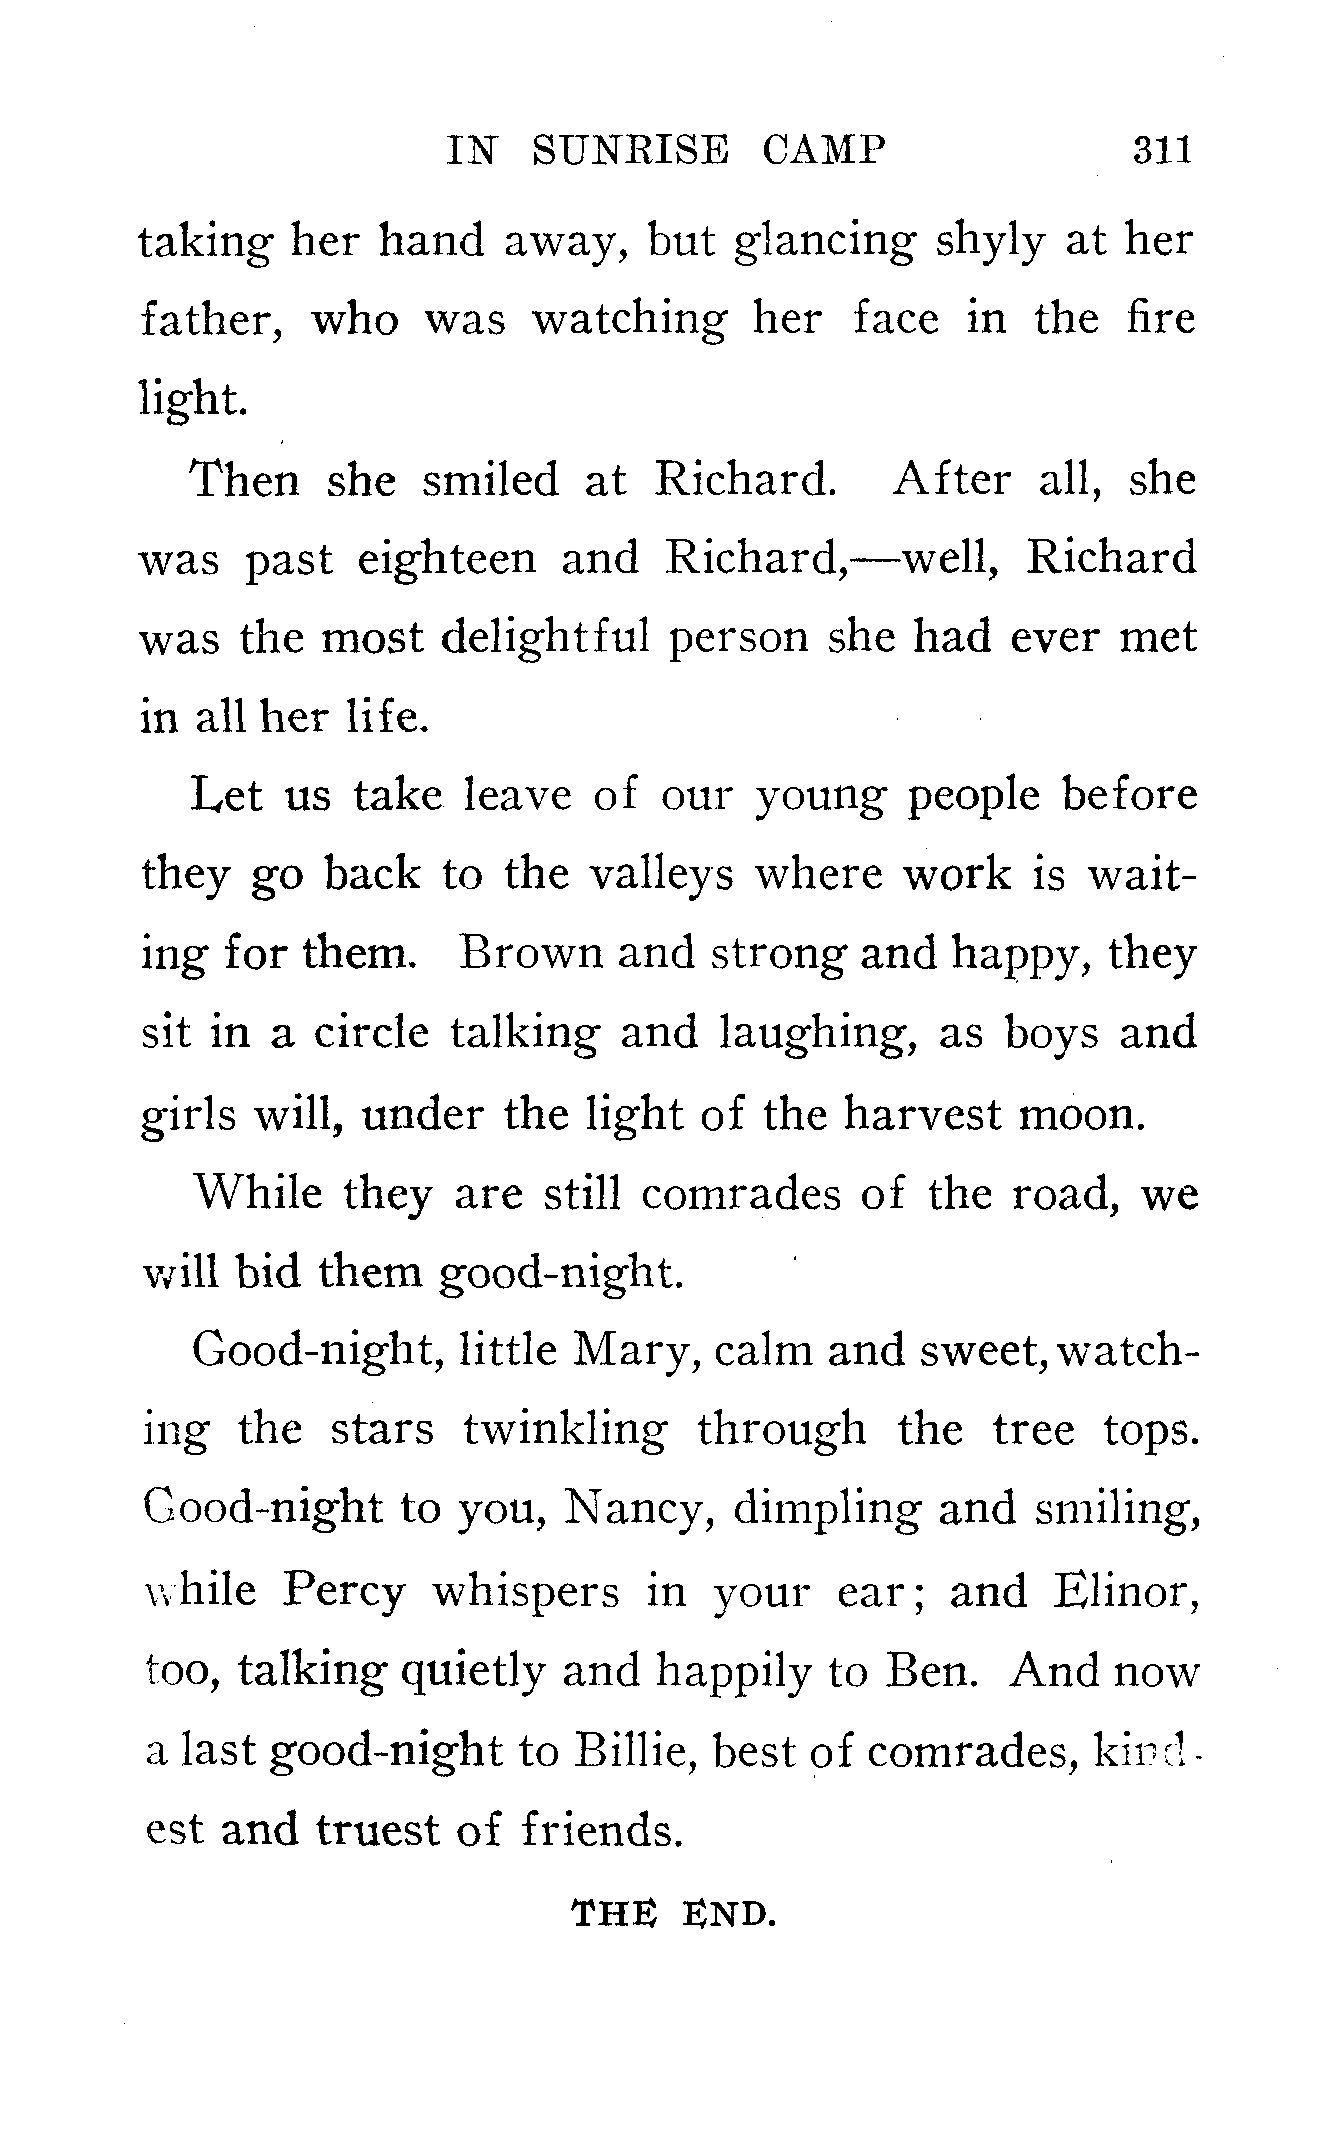 IN SUNRISE CAMP 311
taking her hand away, but glancing shyly at her
father, who was watching her face in the fire
light.
Then she smiled at Richard. After all, she
was past eighteen and Richard,—well, Richard
was the most delightful person she had ever met
in all her life.
Let us take leave of our young people before
they go back to the valleys where work is wait-
ing for them. Brown and strong and happy, they
sit in a circle talking and laughing, as boys and
girls will, under the light of the harvest moon.
While they are still comrades of the road, we
will bid them good-night.
Good-night, little Mary, calm and sweet, watch-
ing the stars twinkling through the tree tops.
Good-night to you, Nancy, dimpling and smiling,
while Percy whispers in your ear; and Elinor,
too, talking quietly and happily to Ben. And now
a last good-night to Billie, best of comrades, kind-
est and truest of friends.
THE END.